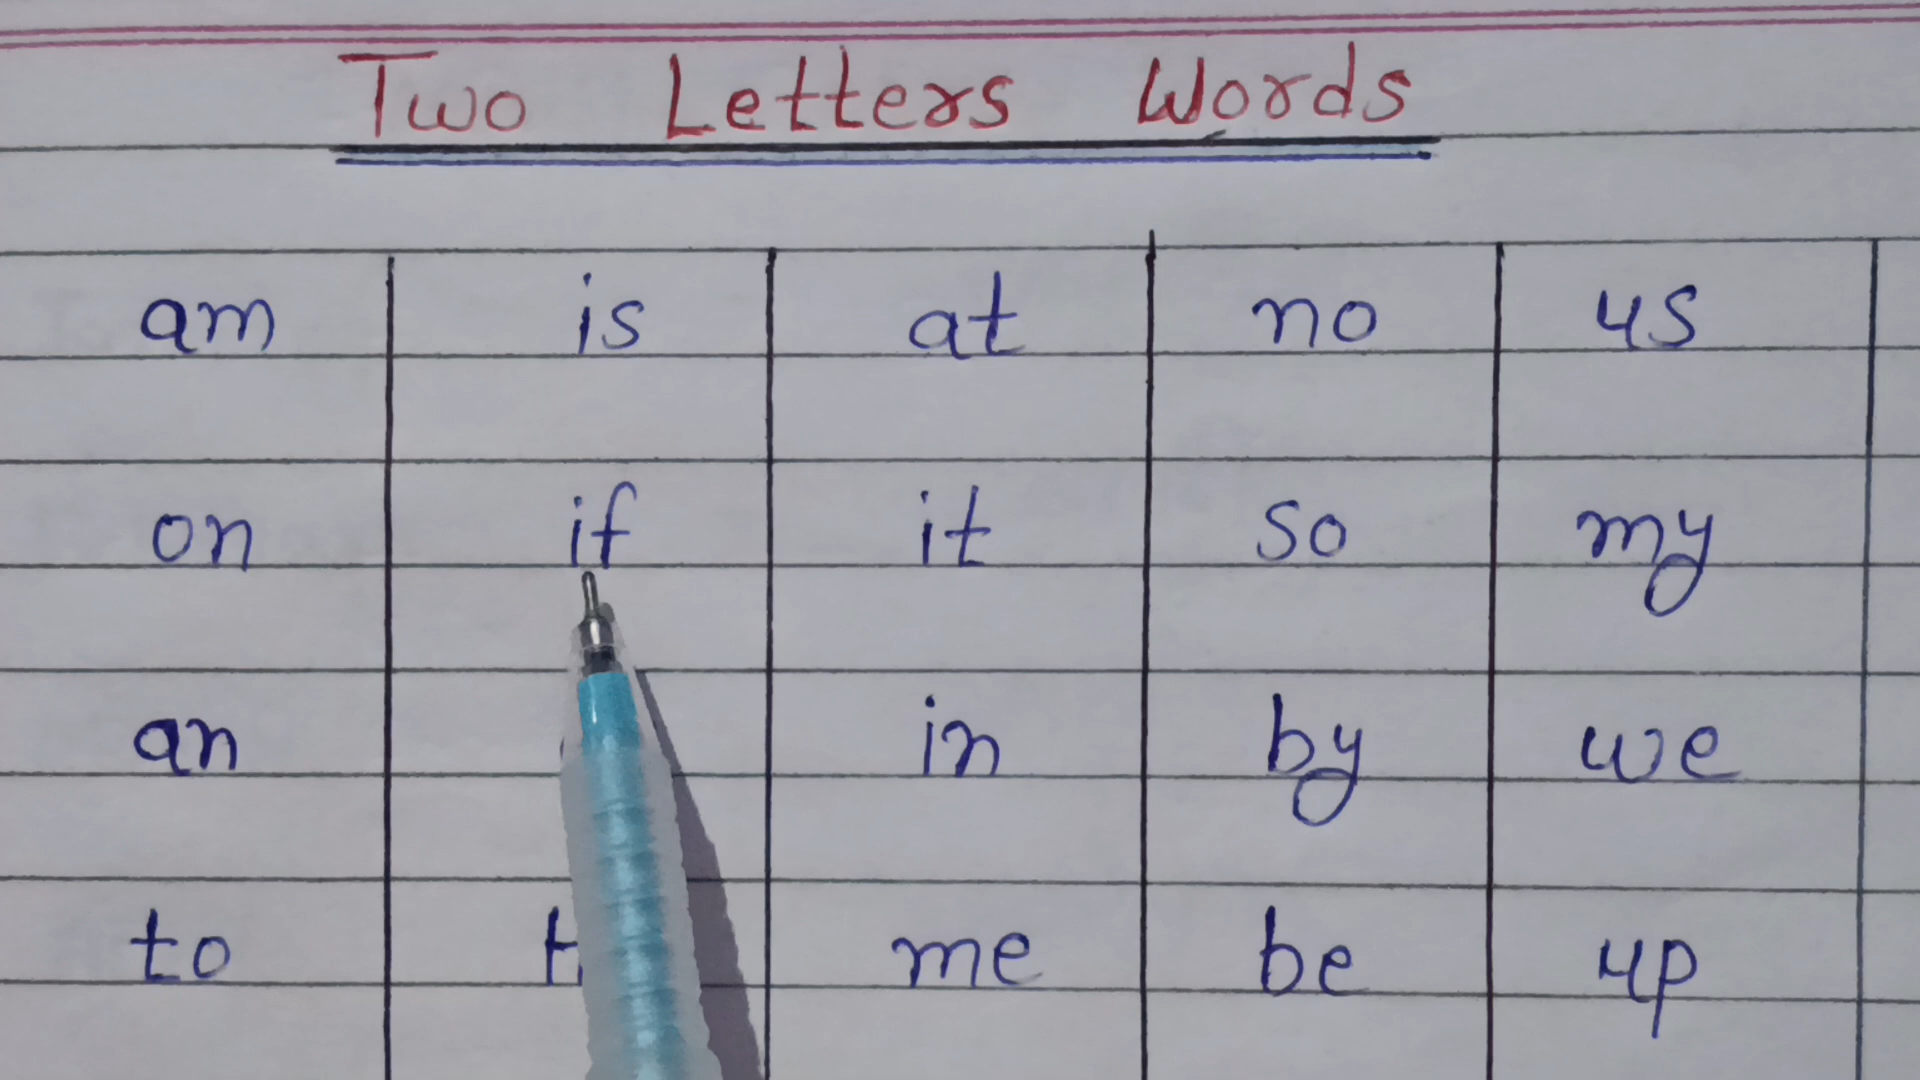 Two Letters Words
am is at no us
on if it so my
an in by we
to me be up